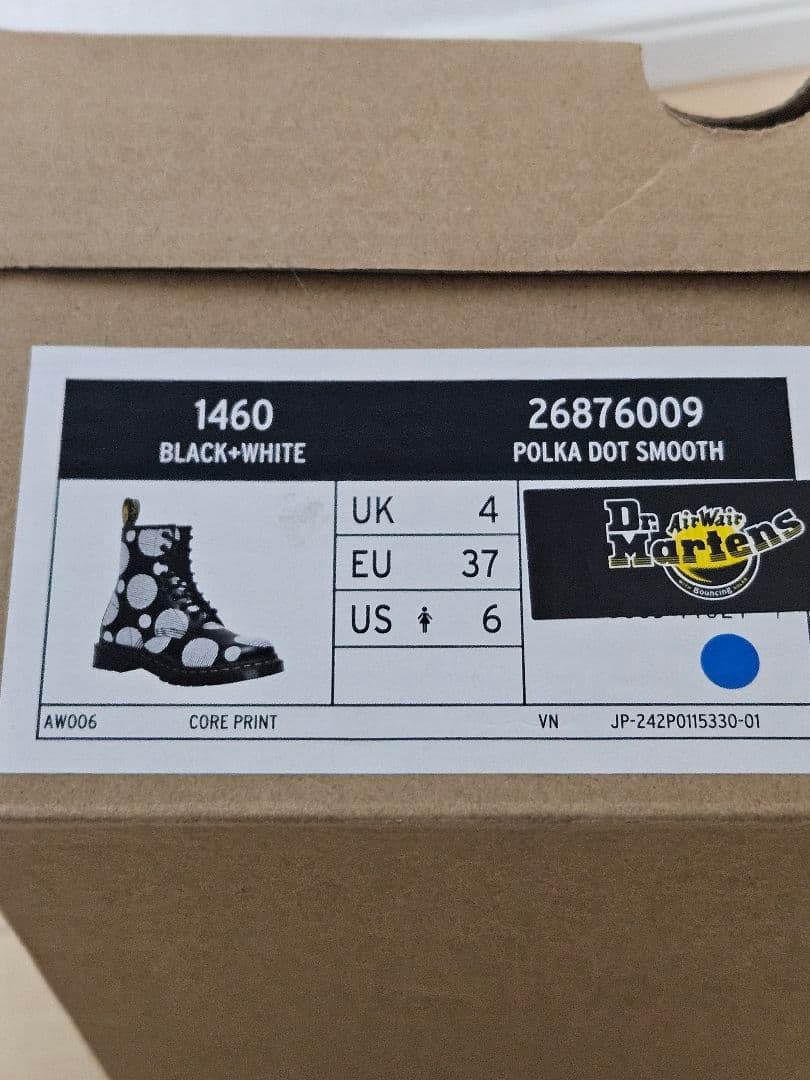 1460
BLACK+WHITE
26876009
POLKA DOT SMOOTH
UK 4
EU 37
US 6
Dr. Martens
AirWair
Bouncing
AW006 CORE PRINT VN JP-242P0115330-01